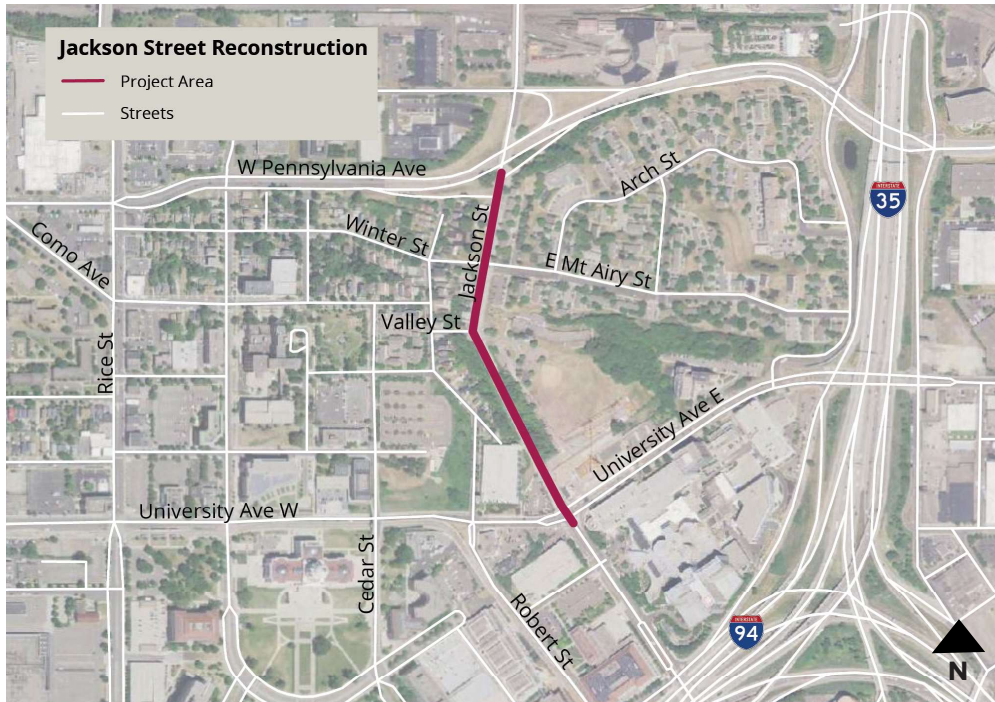 Jackson Street Reconstruction
Project Area
Streets
W Pennsylvania Ave
Arch St
INTERSTATE
35
Winter St
Jackson St
Como Ave
E Mt Airy St
Valley St
Rice St
University Ave E
University Ave W
Cedar St
Robert St
INTERSTATE
94
N